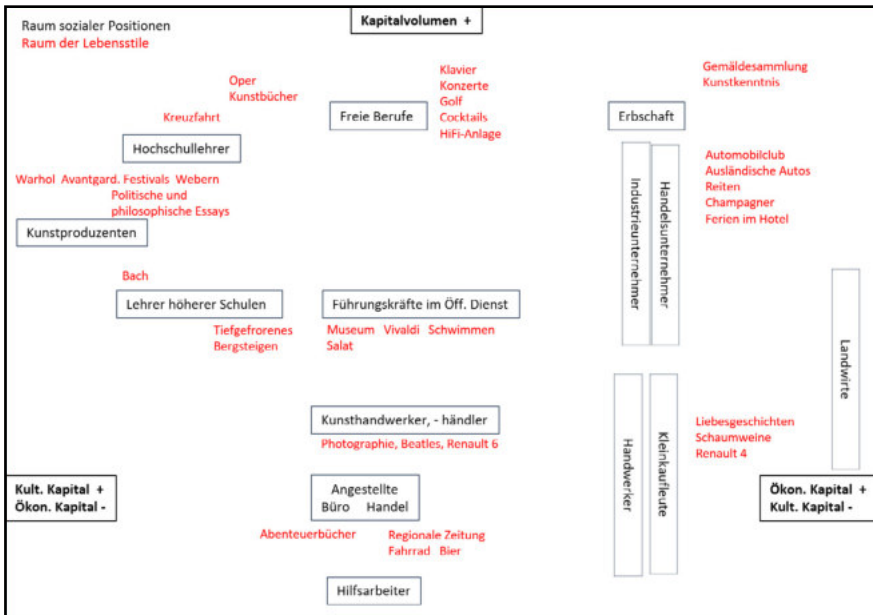 Raum sozialer Positionen
Raum der Lebensstile
Kapitalvolumen +
Oper
Kunstbücher
Kreuzfahrt
Hochschullehrer
Klavier
Konzerte
Golf
Cocktails
HiFi-Anlage
Freie Berufe
Gemäldesammlung
Kunstkenntnis
Erbschaft
Warhol Avantgard. Festivals Webern
Politische und
philosophische Essays
Kunstproduzenten
Industrieunternehmer
Handelsunternehmer
Automobilclub
Ausländische Autos
Reiten
Champagner
Ferien im Hotel
Bach
Lehrer höherer Schulen
Tiefgefrorenes
Bergsteigen
Führungskräfte im Öff. Dienst
Museum Vivaldi Schwimmen
Salat
Landwirte
Kunsthandwerker, - händler
Photographie, Beatles, Renault 6
Handwerker
Kleinkaufleute
Liebesgeschichten
Schaumweine
Renault 4
Kult. Kapital +
Ökon. Kapital -
Angestellte
Büro Handel
Ökon. Kapital +
Kult. Kapital -
Abenteuerbücher
Regionale Zeitung
Fahrrad Bier
Hilfsarbeiter